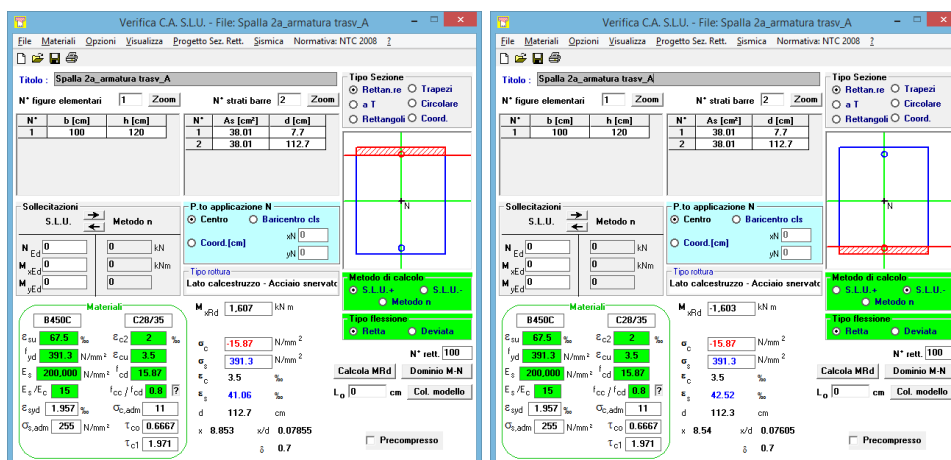 Verifica C.A. S.L.U. - File: Spalla 2a_armatura trasv_A
File Materiali Opzioni Visualizza Progetto Sez. Rett. Sismica Normativa: NTC 2008 ?
Titolo : Spalla 2a_armatura trasv_A
N° figure elementari 1 Zoom N° strati barre 2 Zoom
N° b [cm] h [cm]
1 100 120
N° As [cm²] d [cm]
1 38.01 7.7
2 38.01 112.7
Tipo Sezione
Rettan.re Trapezi
a T Circolare
Rettangoli Coord.
N
Sollecitazioni
S.L.U. Metodo n
N Ed 0 0 kN
M xEd 0 0 kNm
M yEd 0 0
P.to applicazione N
Centro Baricentro cls
Coord.[cm] xN 0
yN 0
Tipo rottura
Lato calcestruzzo - Acciaio snervato
Metodo di calcolo
S.L.U.+ S.L.U.-
Metodo n
Tipo flessione
Retta Deviata
Materiali
B450C C28/35
εsu 67.5 ‰ εc2 2 ‰
fyd 391.3 N/mm² εcu 3.5
Es 200,000 N/mm² fcd 15.87
Es/Ec 15 fcc/fcd 0.8 ?
εsyd 1.957 ‰ σc,adm 11
σs,adm 255 N/mm² τco 0.6667
τc1 1.971
M xRd 1,607 kN m
σc -15.87 N/mm²
σs 391.3 N/mm²
εc 3.5 ‰
εs 41.06 ‰
d 112.7 cm
x 8.853 x/d 0.07855
δ 0.7
N° rett. 100
Calcola MRd Dominio M-N
Lo 0 cm Col. modello
Precompresso
Verifica C.A. S.L.U. - File: Spalla 2a_armatura trasv_A
File Materiali Opzioni Visualizza Progetto Sez. Rett. Sismica Normativa: NTC 2008 ?
Titolo : Spalla 2a_armatura trasv_A
N° figure elementari 1 Zoom N° strati barre 2 Zoom
N° b [cm] h [cm]
1 100 120
N° As [cm²] d [cm]
1 38.01 7.7
2 38.01 112.7
Tipo Sezione
Rettan.re Trapezi
a T Circolare
Rettangoli Coord.
N
Sollecitazioni
S.L.U. Metodo n
N Ed 0 0 kN
M xEd 0 0 kNm
M yEd 0 0
P.to applicazione N
Centro Baricentro cls
Coord.[cm] xN 0
yN 0
Tipo rottura
Lato calcestruzzo - Acciaio snervato
Metodo di calcolo
S.L.U.+ S.L.U.-
Metodo n
Tipo flessione
Retta Deviata
Materiali
B450C C28/35
εsu 67.5 ‰ εc2 2 ‰
fyd 391.3 N/mm² εcu 3.5
Es 200,000 N/mm² fcd 15.87
Es/Ec 15 fcc/fcd 0.8 ?
εsyd 1.957 ‰ σc,adm 11
σs,adm 255 N/mm² τco 0.6667
τc1 1.971
M xRd -1,603 kN m
σc -15.87 N/mm²
σs 391.3 N/mm²
εc 3.5 ‰
εs 42.52 ‰
d 112.3 cm
x 8.54 x/d 0.07605
δ 0.7
N° rett. 100
Calcola MRd Dominio M-N
Lo 0 cm Col. modello
Precompresso